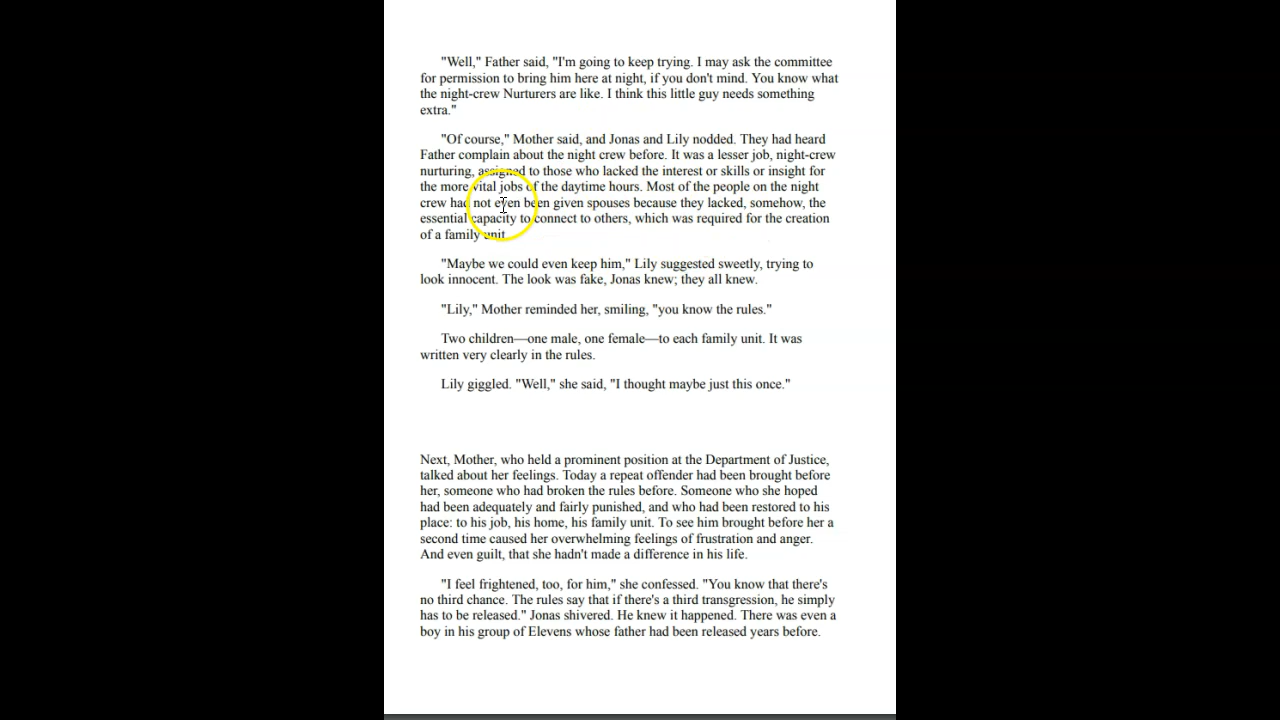 "Well," Father said, "I'm going to keep trying. I may ask the committee
for permission to bring him here at night, if you don't mind. You know what
the night-crew Nurturers are like. I think this little guy needs something
extra."
"Of course," Mother said, and Jonas and Lily nodded. They had heard
Father complain about the night crew before. It was a lesser job, night-crew
nurturing, assigned to those who lacked the interest or skills or insight for
the more vital jobs of the daytime hours. Most of the people on the night
crew had not even been given spouses because they lacked, somehow, the
essential capacity to connect to others, which was required for the creation
of a family unit.
"Maybe we could even keep him," Lily suggested sweetly, trying to
look innocent. The look was fake, Jonas knew; they all knew.
"Lily," Mother reminded her, smiling, "you know the rules."
Two children—one male, one female—to each family unit. It was
written very clearly in the rules.
Lily giggled. "Well," she said, "I thought maybe just this once."
Next, Mother, who held a prominent position at the Department of Justice,
talked about her feelings. Today a repeat offender had been brought before
her, someone who had broken the rules before. Someone who she hoped
had been adequately and fairly punished, and who had been restored to his
place: to his job, his home, his family unit. To see him brought before her a
second time caused her overwhelming feelings of frustration and anger.
And even guilt, that she hadn't made a difference in his life.
"I feel frightened, too, for him," she confessed. "You know that there's
no third chance. The rules say that if there's a third transgression, he simply
has to be released." Jonas shivered. He knew it happened. There was even a
boy in his group of Elevens whose father had been released years before.